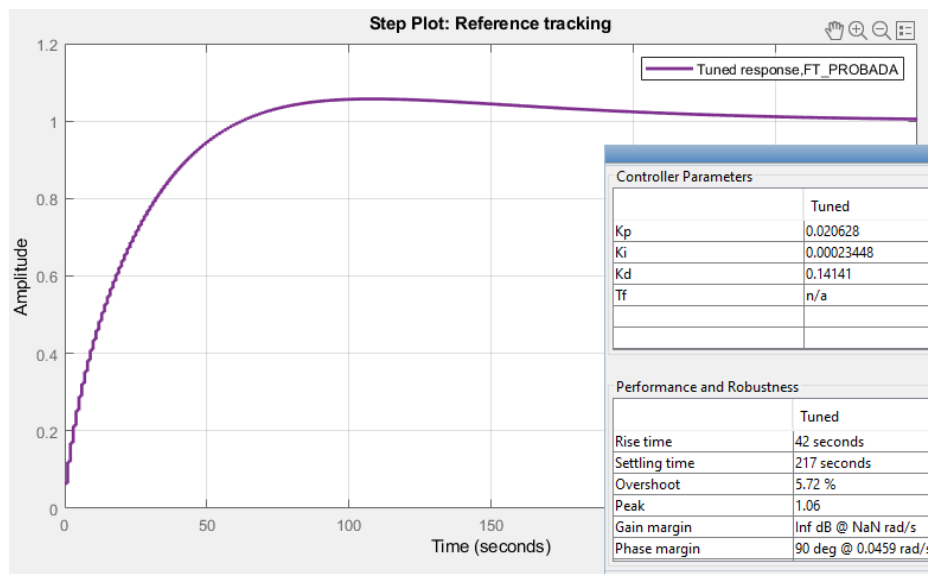 Step Plot: Reference tracking
Tuned response,FT_PROBADA
1.2
1
0.8
0.6
0.4
0.2
0
Amplitude
0 50 100 150
Time (seconds)
Controller Parameters
Tuned
Kp 0.020628
Ki 0.00023448
Kd 0.14141
Tf n/a
Performance and Robustness
Tuned
Rise time 42 seconds
Settling time 217 seconds
Overshoot 5.72 %
Peak 1.06
Gain margin Inf dB @ NaN rad/s
Phase margin 90 deg @ 0.0459 rad/s